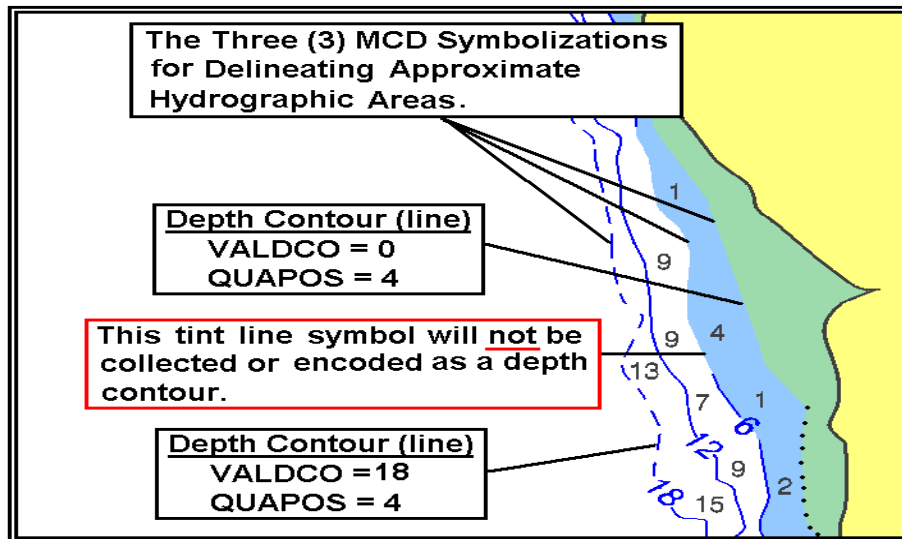 The Three (3) MCD Symbolizations
for Delineating Approximate
Hydrographic Areas.
1
Depth Contour (line)
VALDCO = 0
QUAPOS = 4
9
This tint line symbol will not be
collected or encoded as a depth
contour.
9
4
13
7
1
6
12
Depth Contour (line)
VALDCO =18
QUAPOS = 4
9
2
18
15